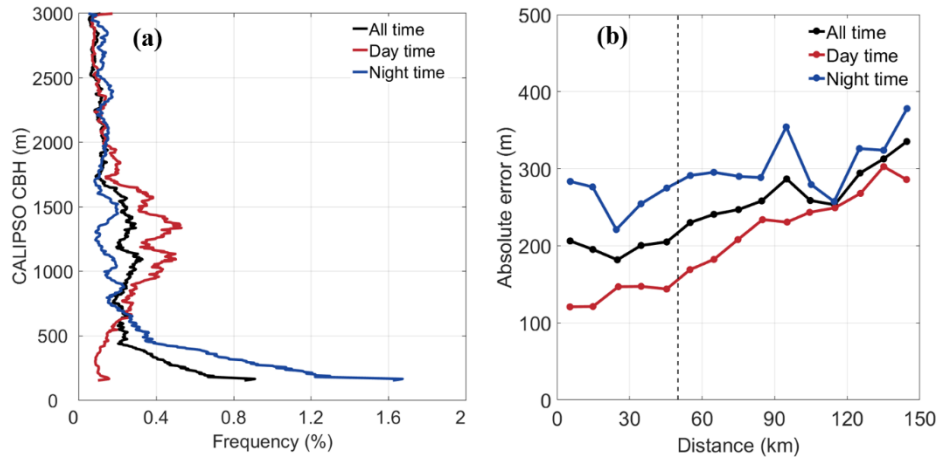 (a)
All time
Day time
Night time
CALIPSO CBH (m)
3000
2500
2000
1500
1000
500
0
0 0.4 0.8 1.2 1.6 2
Frequency (%)
(b)
All time
Day time
Night time
Absolute error (m)
500
400
300
200
100
0
0 30 60 90 120 150
Distance (km)